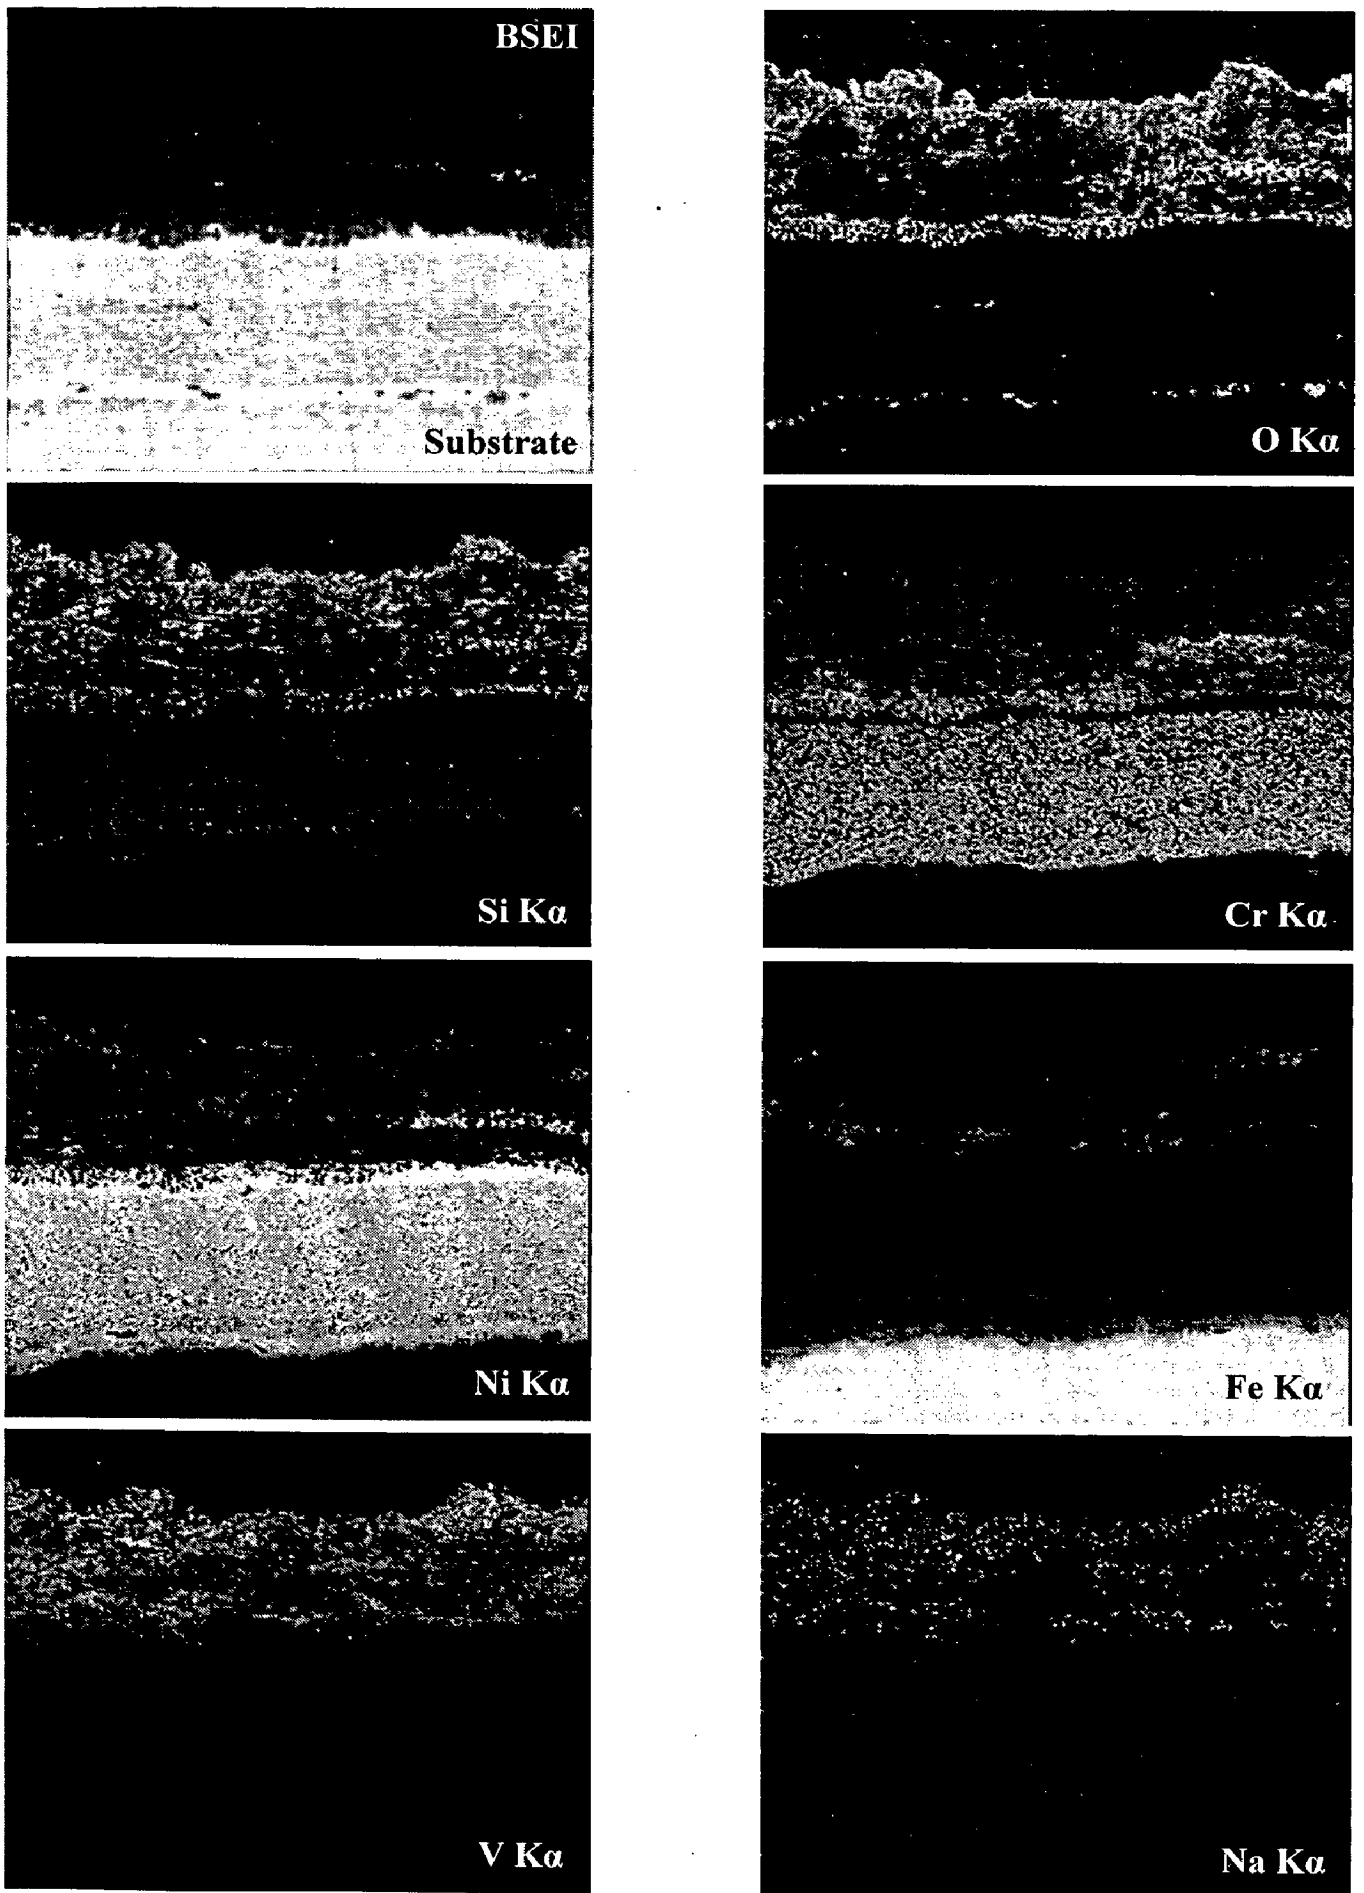 BSEI
Substrate
O Kα
Si Kα
Cr Kα
Ni Kα
Fe Kα
V Kα
Na Kα